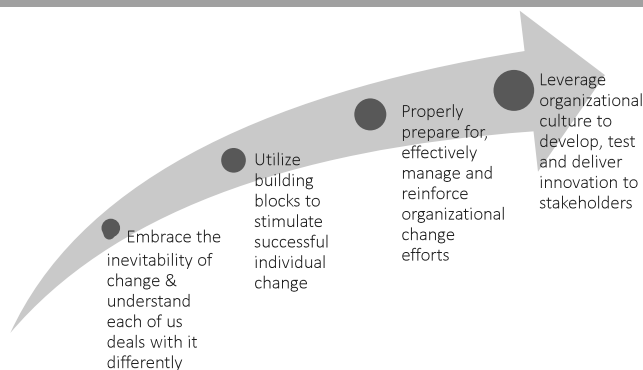 Embrace the
inevitability of
change &
understand
each of us
deals with it
differently
Utilize
building
blocks to
stimulate
successful
individual
change
Properly
prepare for,
effectively
manage and
reinforce
organizational
change
efforts
Leverage
organizational
culture to
develop, test
and deliver
innovation to
stakeholders